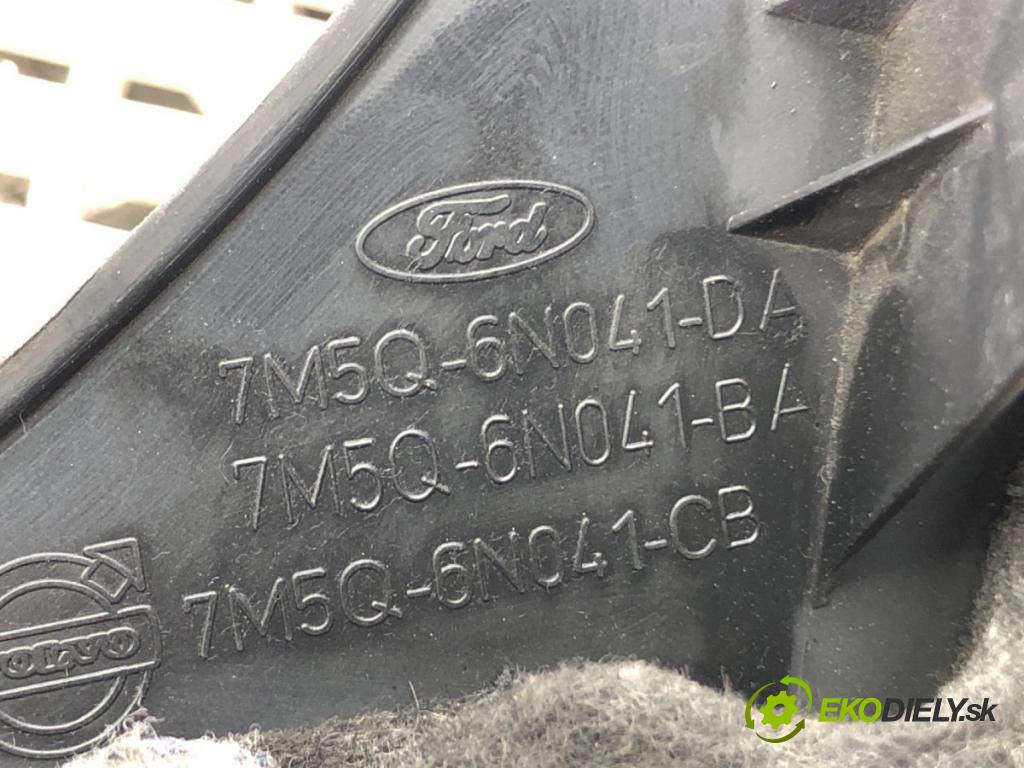 Ford
7M5Q-6N041-DA
7M5Q-6N041-BA
7M5Q-6N041-CB
VOLVO
EKODIELY.sk